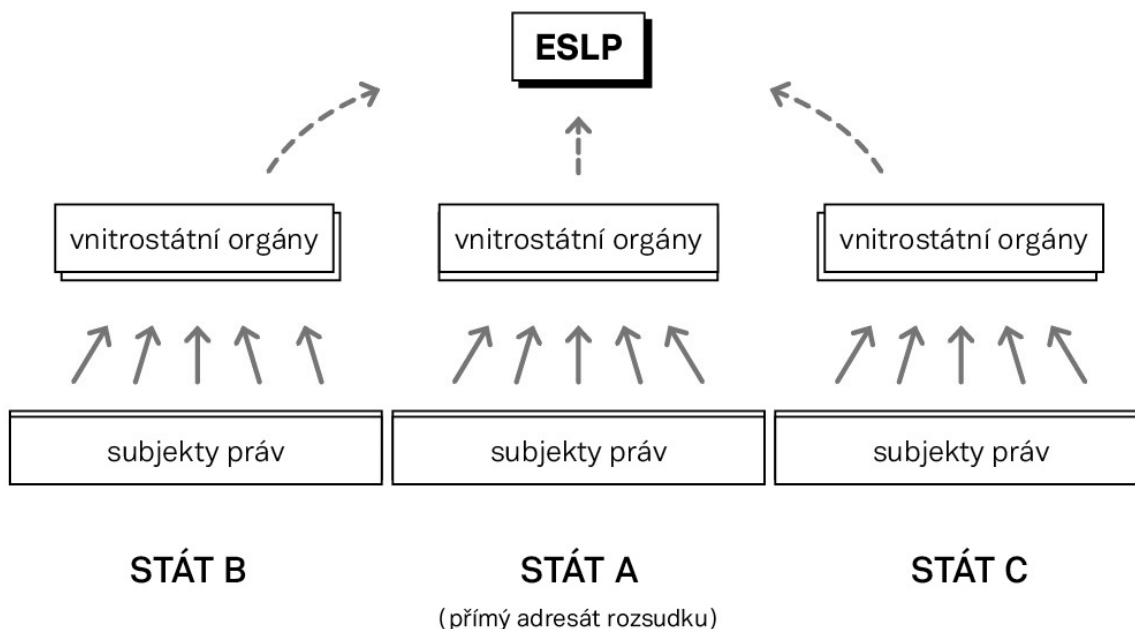 ESLP
vnitrostátní orgány
vnitrostátní orgány
vnitrostátní orgány
subjekty práv
subjekty práv
subjekty práv
STÁT B
STÁT A
STÁT C
(přímý adresát rozsudku)